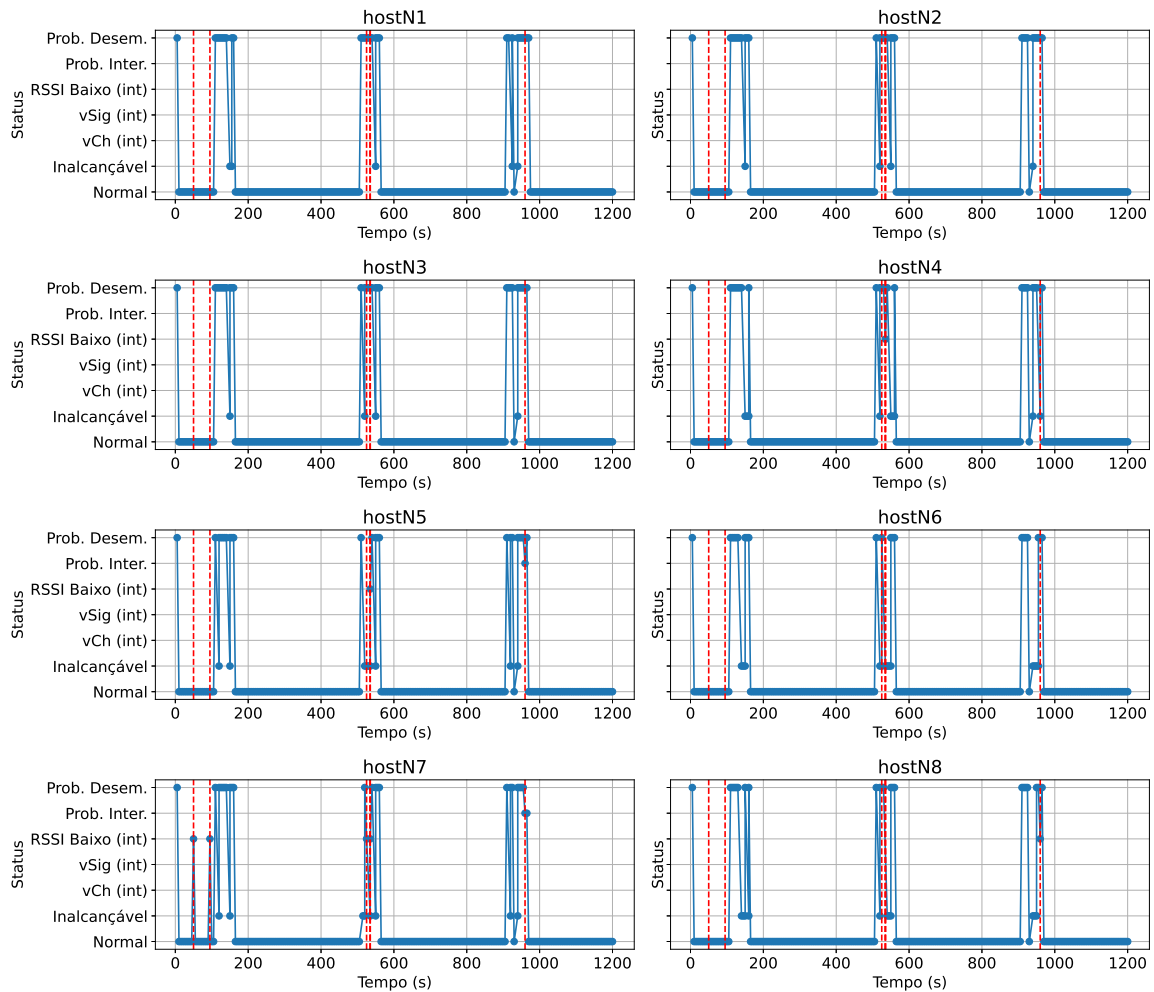 hostN1
Status
Prob. Desem.
Prob. Inter.
RSSI Baixo (int)
vSig (int)
vCh (int)
Inalcançável
Normal
0 200 400 600 800 1000 1200
Tempo (s)
hostN2
Status
0 200 400 600 800 1000 1200
Tempo (s)
hostN3
Status
Prob. Desem.
Prob. Inter.
RSSI Baixo (int)
vSig (int)
vCh (int)
Inalcançável
Normal
0 200 400 600 800 1000 1200
Tempo (s)
hostN4
Status
0 200 400 600 800 1000 1200
Tempo (s)
hostN5
Status
Prob. Desem.
Prob. Inter.
RSSI Baixo (int)
vSig (int)
vCh (int)
Inalcançável
Normal
0 200 400 600 800 1000 1200
Tempo (s)
hostN6
Status
0 200 400 600 800 1000 1200
Tempo (s)
hostN7
Status
Prob. Desem.
Prob. Inter.
RSSI Baixo (int)
vSig (int)
vCh (int)
Inalcançável
Normal
0 200 400 600 800 1000 1200
Tempo (s)
hostN8
Status
0 200 400 600 800 1000 1200
Tempo (s)